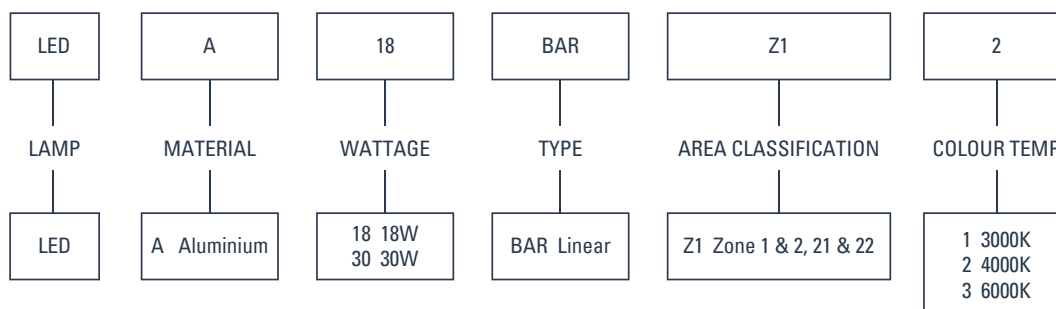 LED A 18 BAR Z1 2
LAMP MATERIAL WATTAGE TYPE AREA CLASSIFICATION COLOUR TEMP
LED
A Aluminium
18 18W
30 30W
BAR Linear
Z1 Zone 1 & 2, 21 & 22
1 3000K
2 4000K
3 6000K